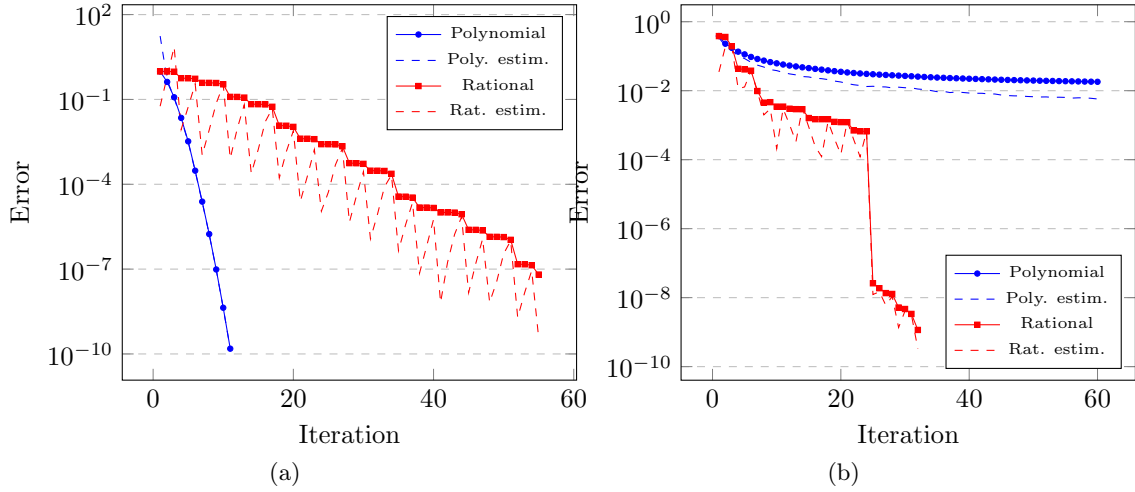 10^2
10^-1
10^-4
10^-7
10^-10
0
20
40
60
Error
Iteration
Polynomial
Poly. estim.
Rational
Rat. estim.
(a)
10^0
10^-2
10^-4
10^-6
10^-8
10^-10
0
20
40
60
Error
Iteration
Polynomial
Poly. estim.
Rational
Rat. estim.
(b)